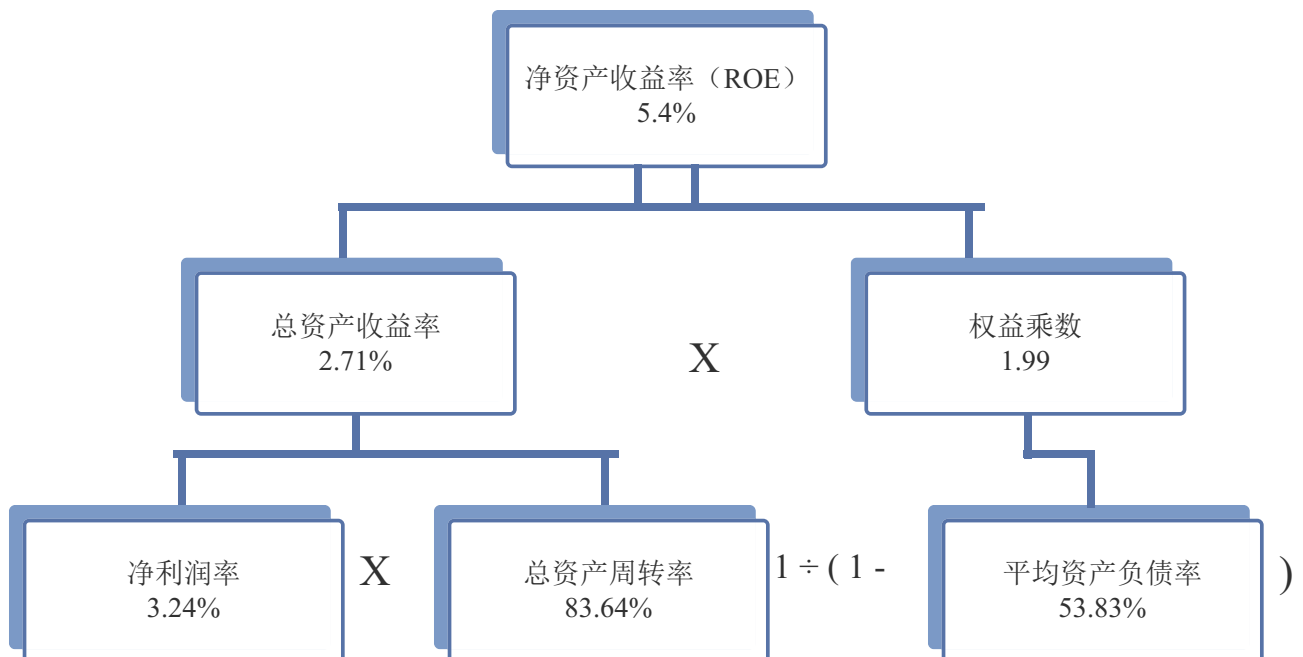 净资产收益率（ROE）
5.4%
总资产收益率
2.71%
X
权益乘数
1.99
净利润率
3.24%
X
总资产周转率
83.64%
1 ÷ ( 1 -
平均资产负债率
53.83%
)